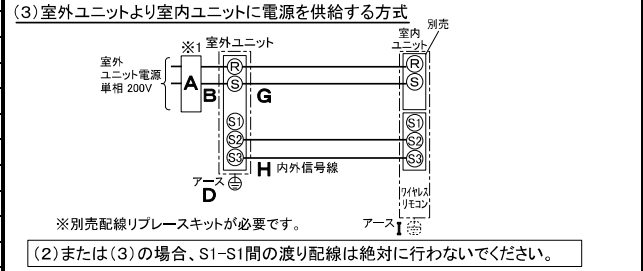 (3)室外ユニットより室内ユニットに電源を供給する方式
別売
※1 室外ユニット
室内
ユニット
室外
ユニット電源
単相 200V
A
B
R
S
G
R
S
S1
S2
S3
S1
S2
S3
H 内外信号線
アース
D
ワイヤレス
リモコン
※別売配線リプレースキットが必要です。
アース I
(2)または(3)の場合、S1-S1間の渡り配線は絶対に行わないでください。